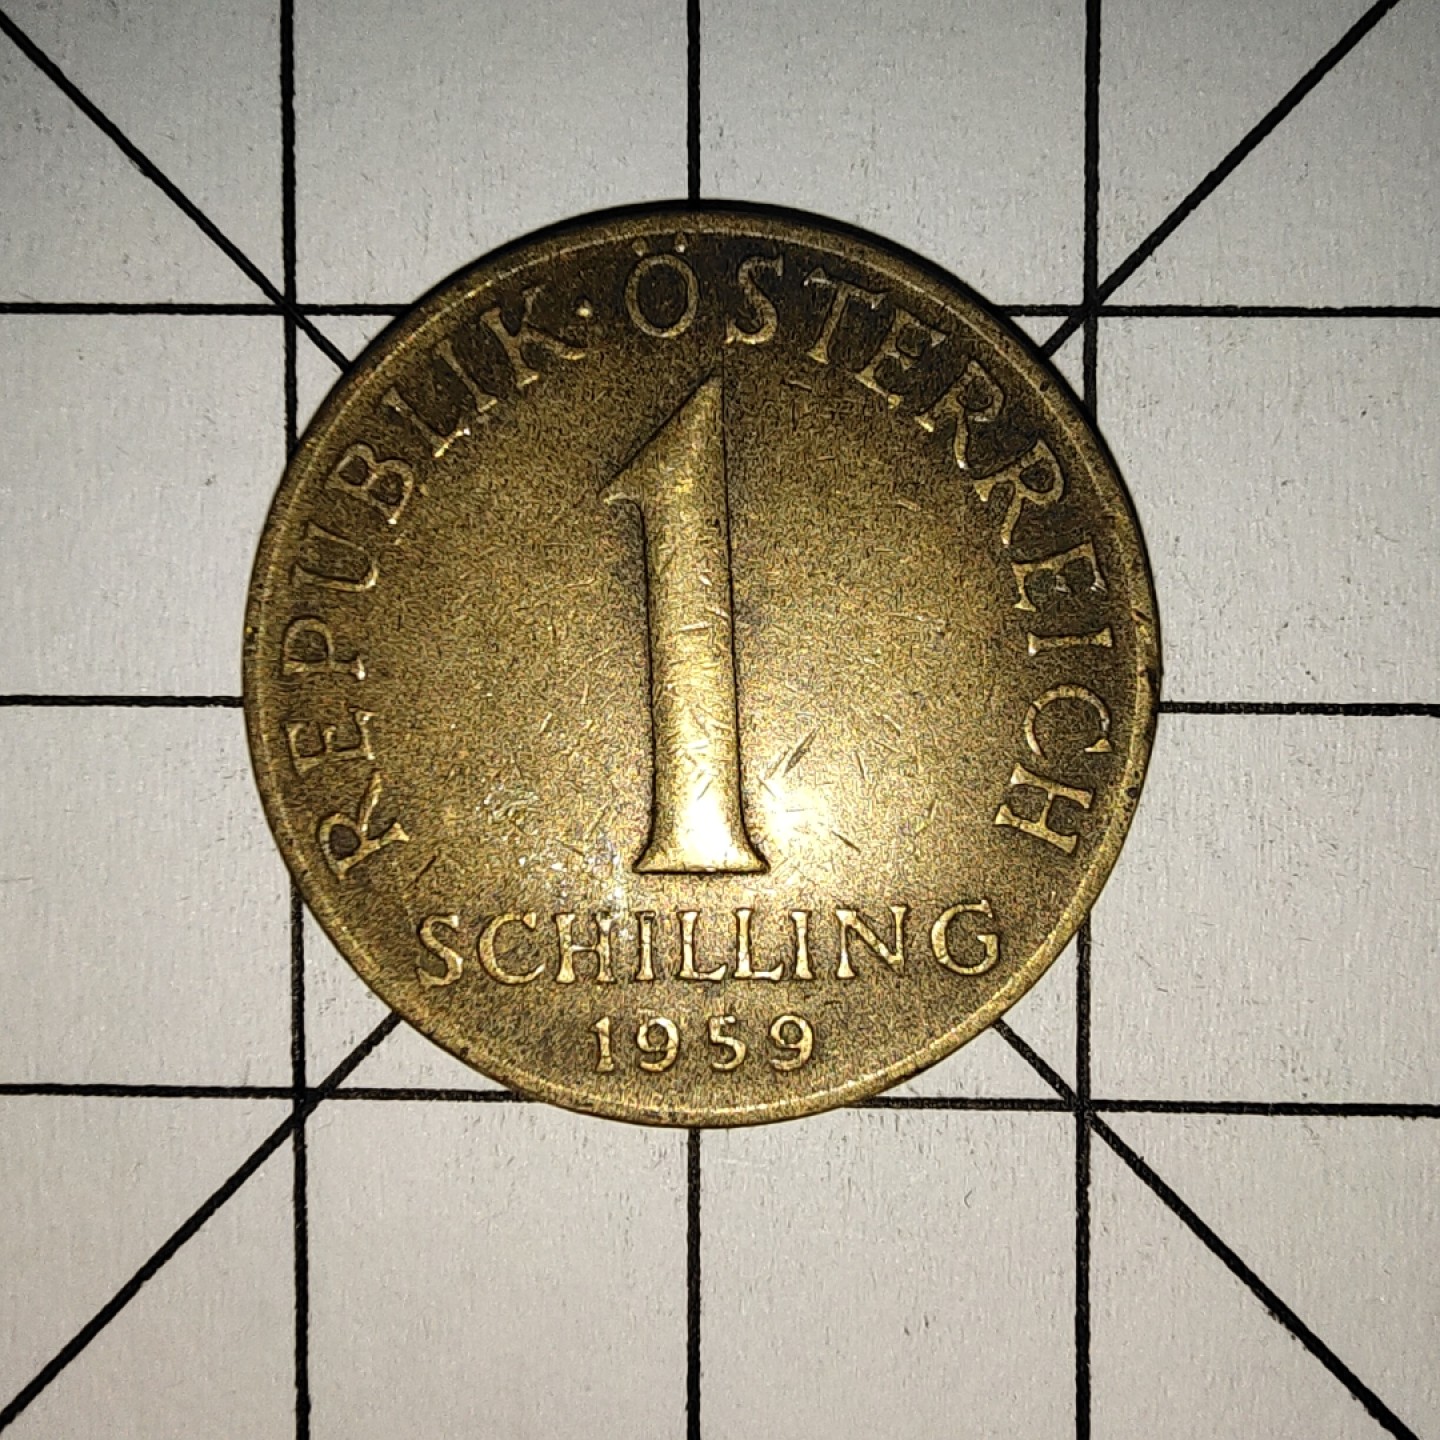 REPUBLIK · ÖSTERREICH
1
SCHILLING
1959